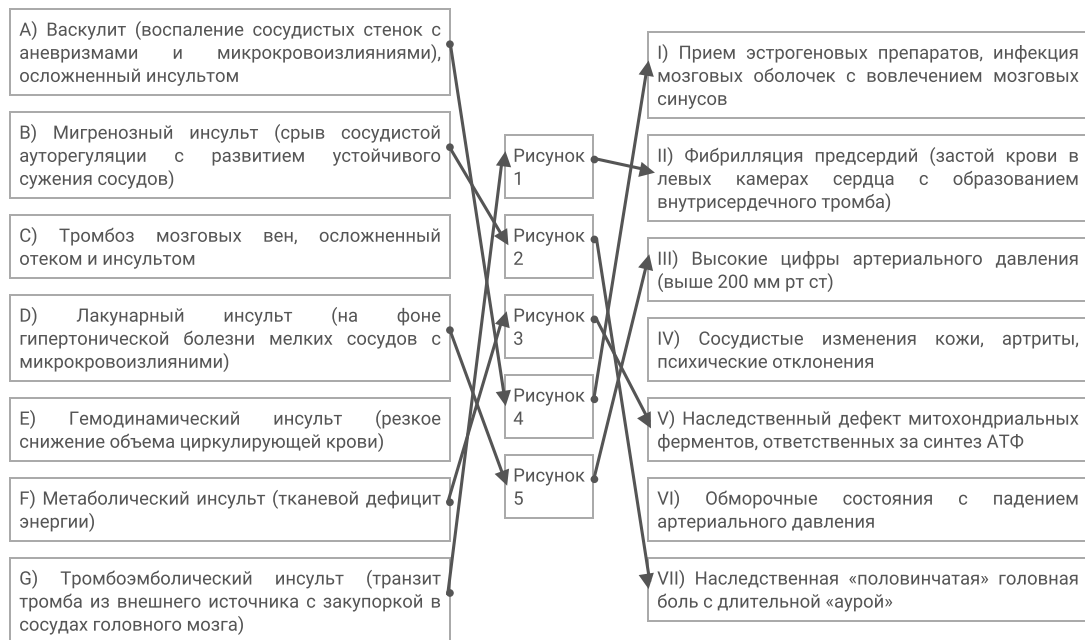 A) Васкулит (воспаление сосудистых стенок с
аневризмами и микрокровоизлияниями),
осложненный инсультом
B) Мигренозный инсульт (срыв сосудистой
ауторегуляции с развитием устойчивого
сужения сосудов)
C) Тромбоз мозговых вен, осложненный
отеком и инсультом
D) Лакунарный инсульт (на фоне
гипертонической болезни мелких сосудов с
микрокровоизлияними)
E) Гемодинамический инсульт (резкое
снижение объема циркулирующей крови)
F) Метаболический инсульт (тканевой дефицит
энергии)
G) Тромбоэмболический инсульт (транзит
тромба из внешнего источника с закупоркой в
сосудах головного мозга)
Рисунок
1
Рисунок
2
Рисунок
3
Рисунок
4
Рисунок
5
I) Прием эстрогеновых препаратов, инфекция
мозговых оболочек с вовлечением мозговых
синусов
II) Фибрилляция предсердий (застой крови в
левых камерах сердца с образованием
внутрисердечного тромба)
III) Высокие цифры артериального давления
(выше 200 мм рт ст)
IV) Сосудистые изменения кожи, артриты,
психические отклонения
V) Наследственный дефект митохондриальных
ферментов, ответственных за синтез АТФ
VI) Обморочные состояния с падением
артериального давления
VII) Наследственная «половинчатая» головная
боль с длительной «аурой»